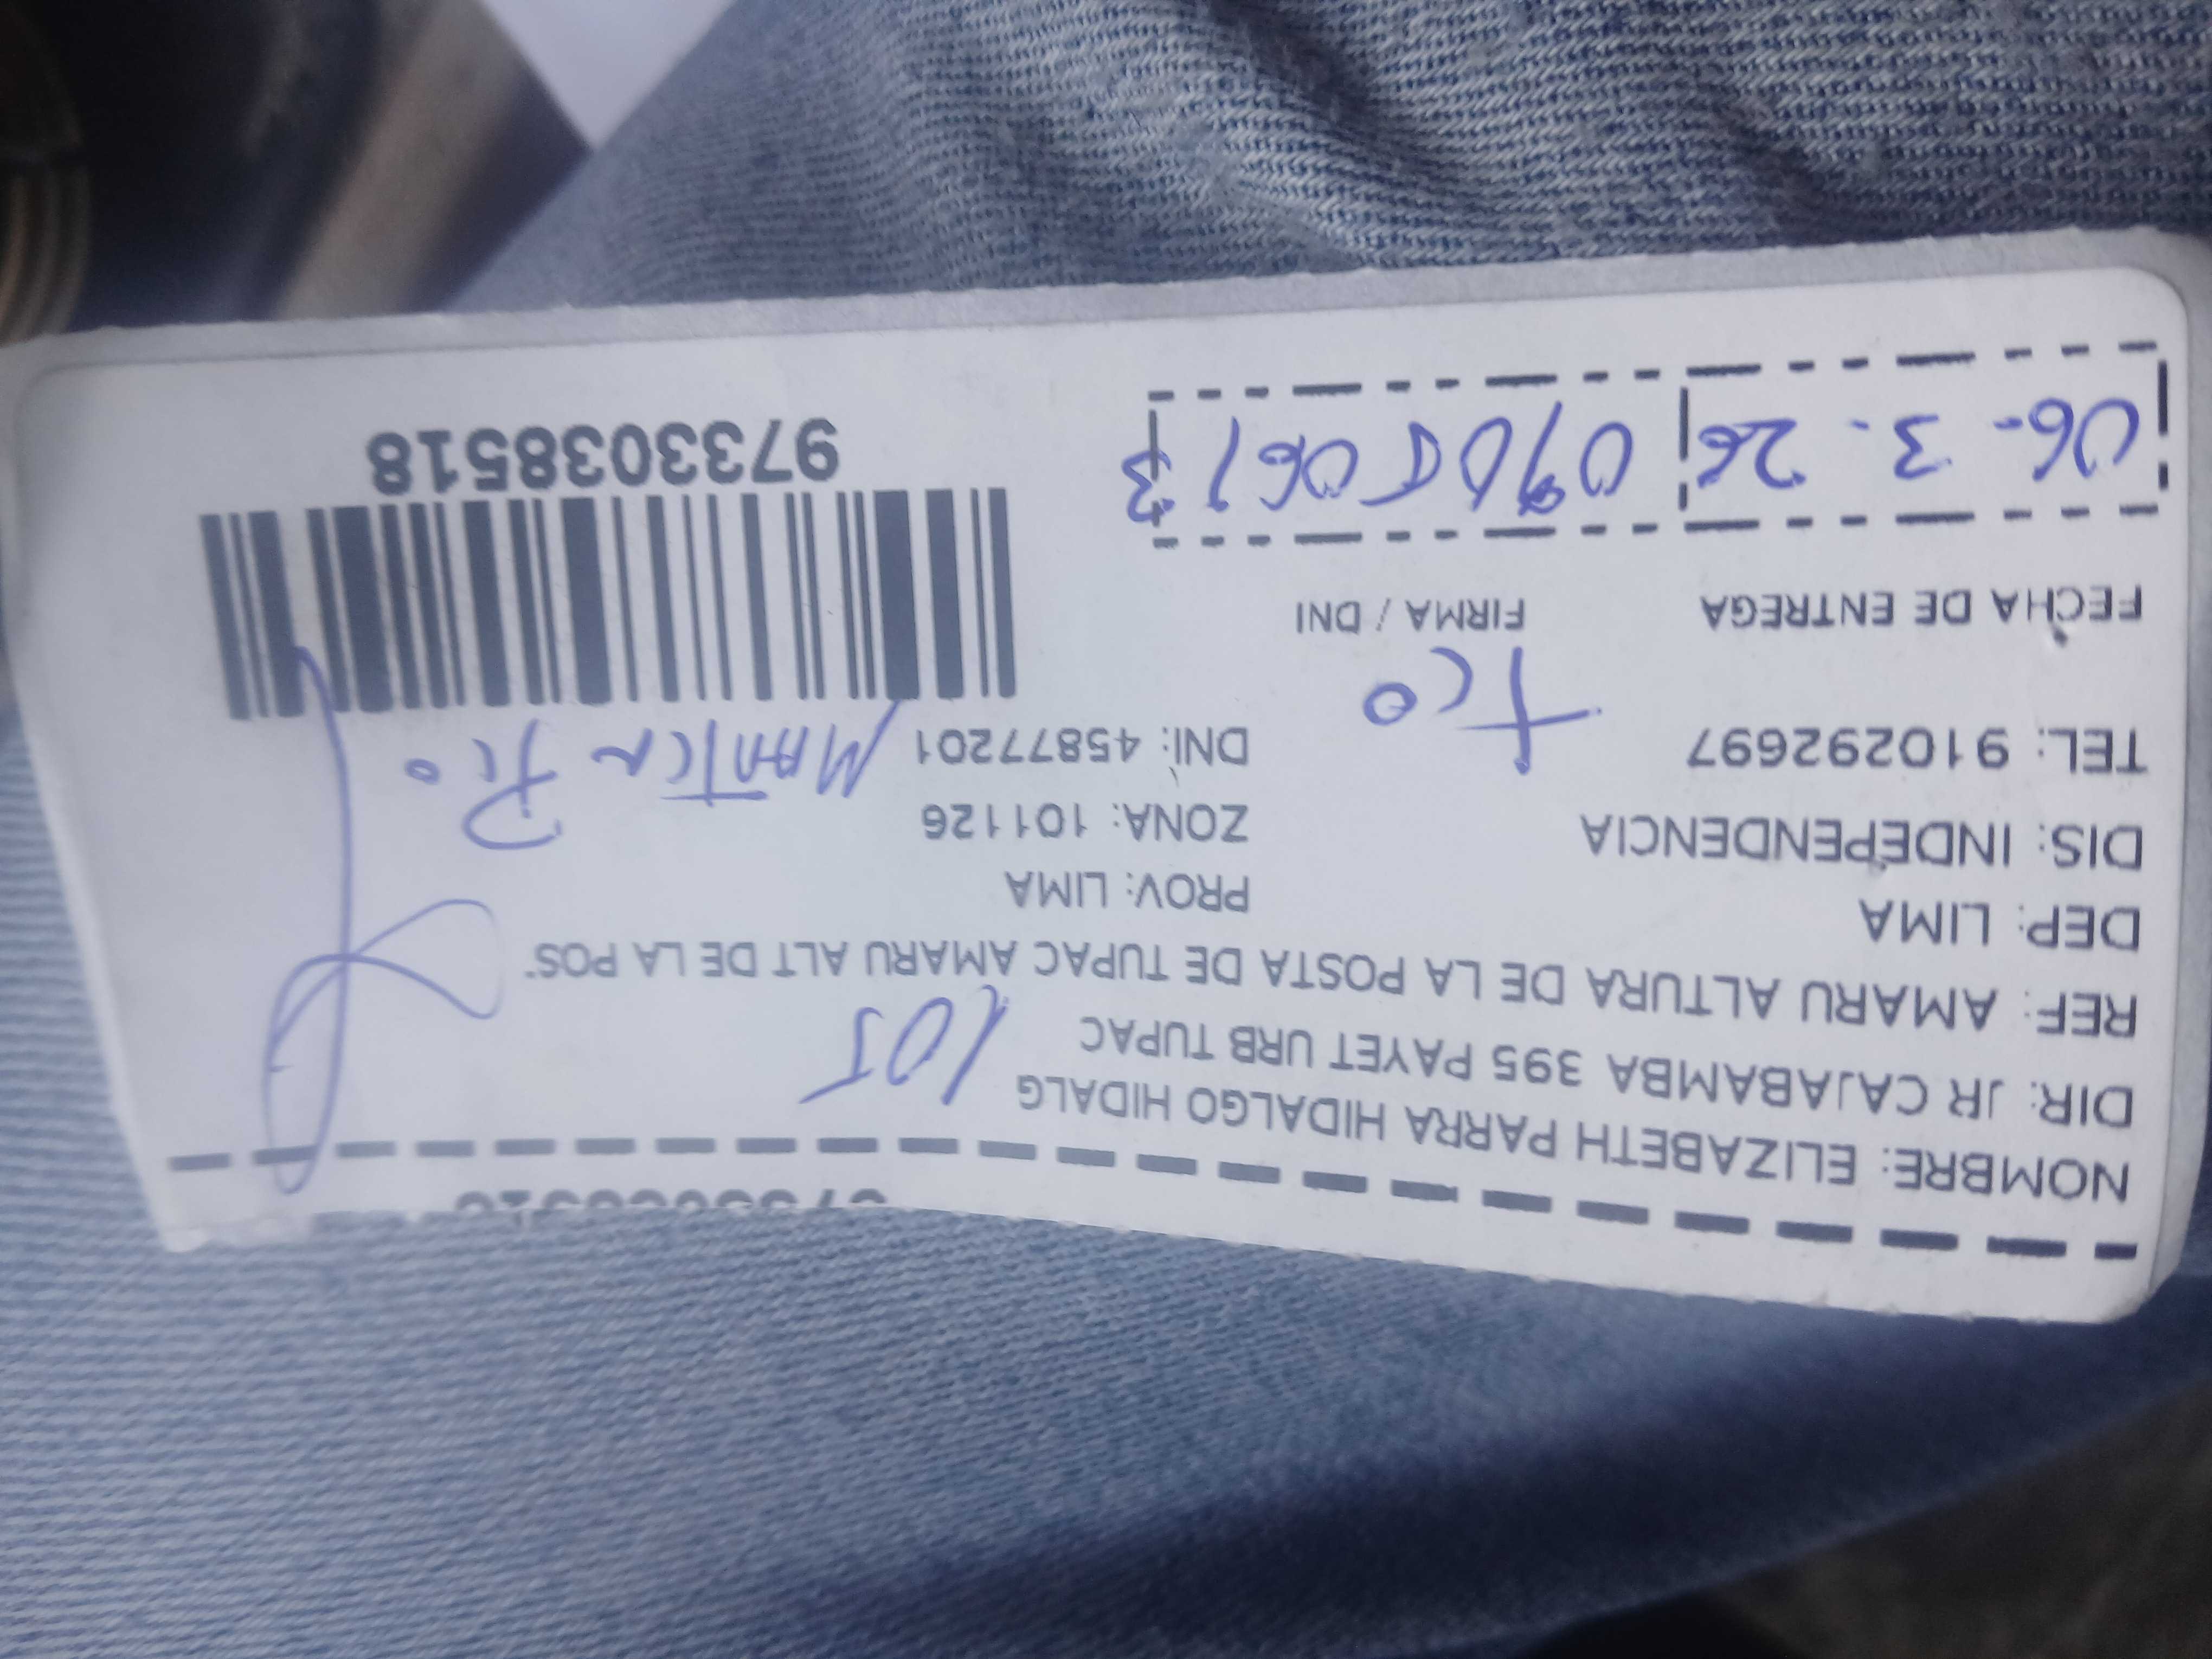 NOMBRE: ELIZABETH PARRA HIDALGO HIDALG
DIR: JR CAJABAMBA 395 PAYET URB TUPAC
105
REF: AMARU ALTURA DE LA POSTA DE TUPAC AMARU ALT DE LA POS
DEP: LIMA PROV: LIMA
DIS: INDEPENDENCIA ZONA: 101126
TEL: 910292697 DNI: 45877201
TCO
FECHA DE ENTREGA FIRMA / DNI
06- 3. 26
9733038518